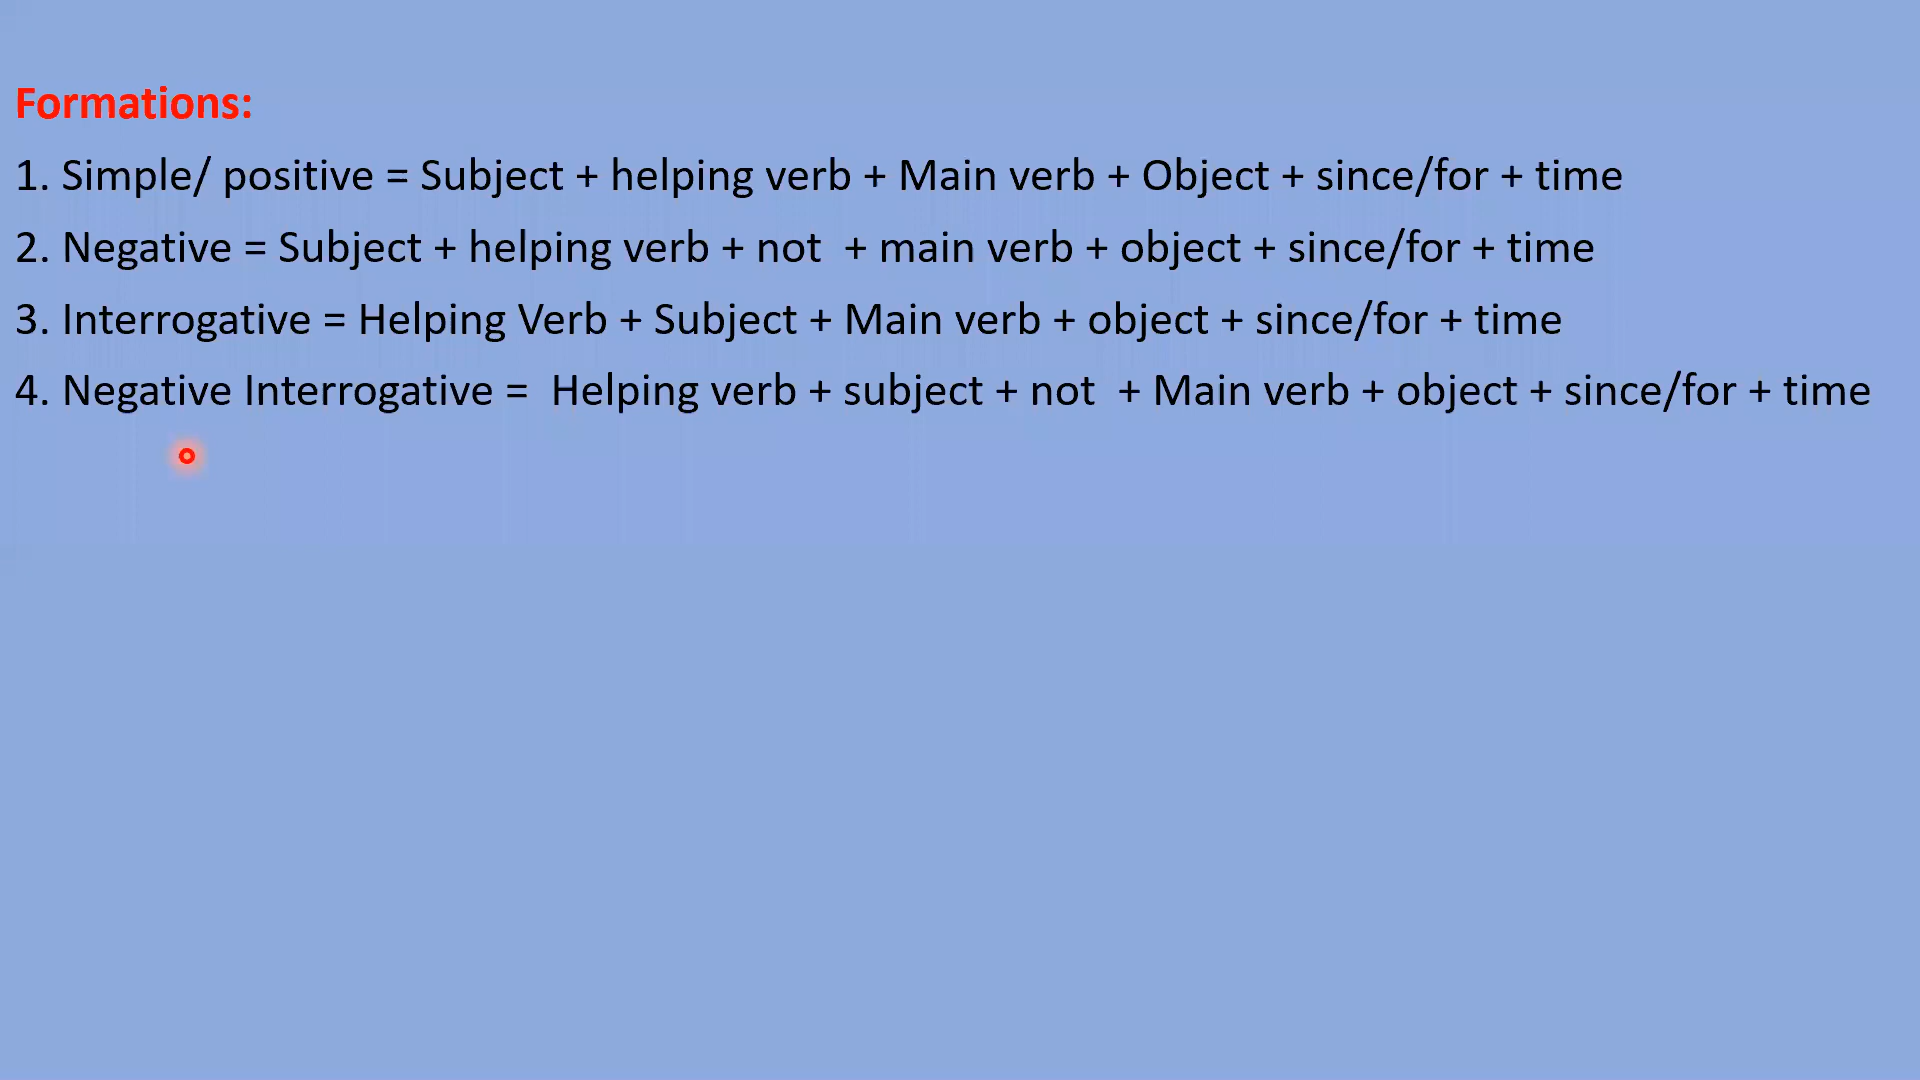 Formations:
1. Simple/ positive = Subject + helping verb + Main verb + Object + since/for + time
2. Negative = Subject + helping verb + not  + main verb + object + since/for + time
3. Interrogative = Helping Verb + Subject + Main verb + object + since/for + time
4. Negative Interrogative =  Helping verb + subject + not  + Main verb + object + since/for + time